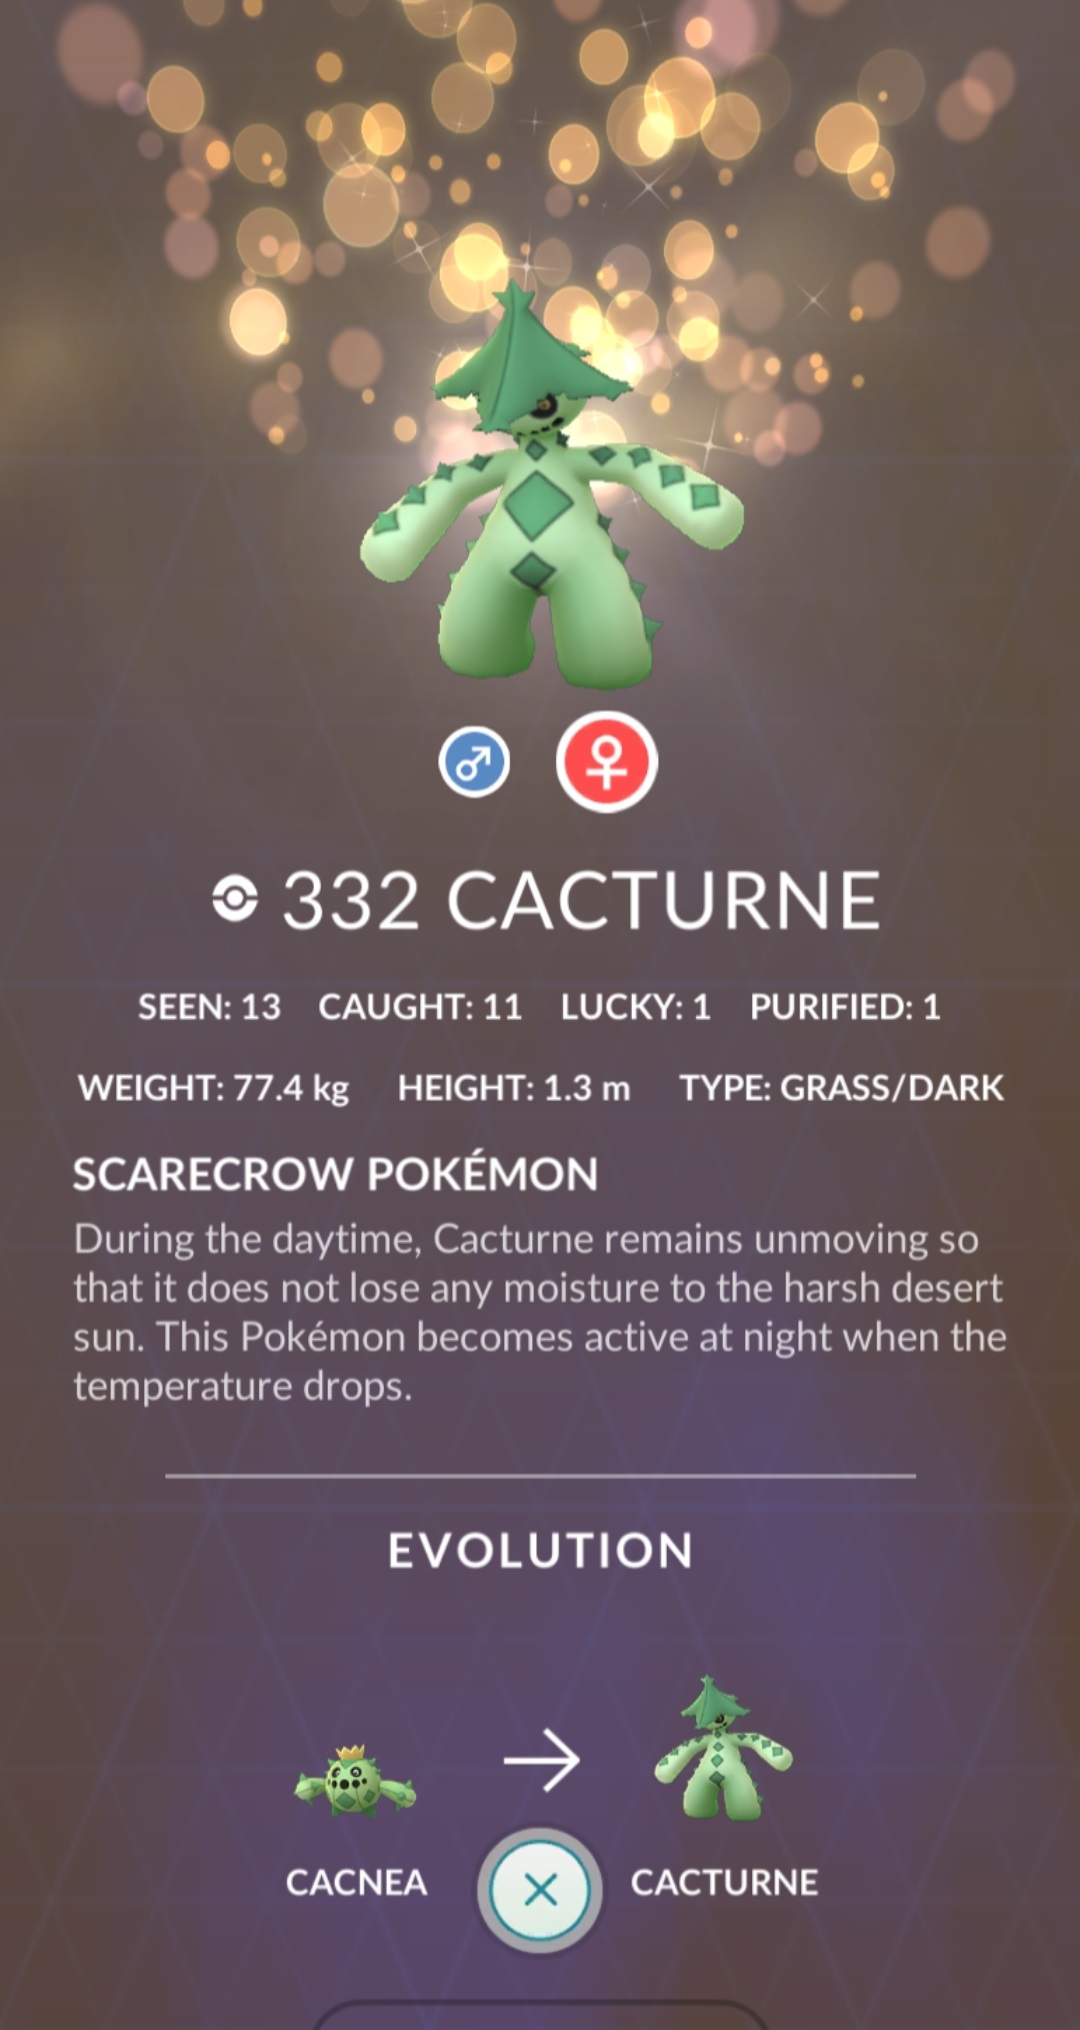 332 CACTURNE
SEEN: 13 CAUGHT: 11 LUCKY: 1 PURIFIED: 1
WEIGHT: 77.4 kg HEIGHT: 1.3 m TYPE: GRASS/DARK
SCARECROW POKÉMON
During the daytime, Cacturne remains unmoving so
that it does not lose any moisture to the harsh desert
sun. This Pokémon becomes active at night when the
temperature drops.
EVOLUTION
CACNEA CACTURNE